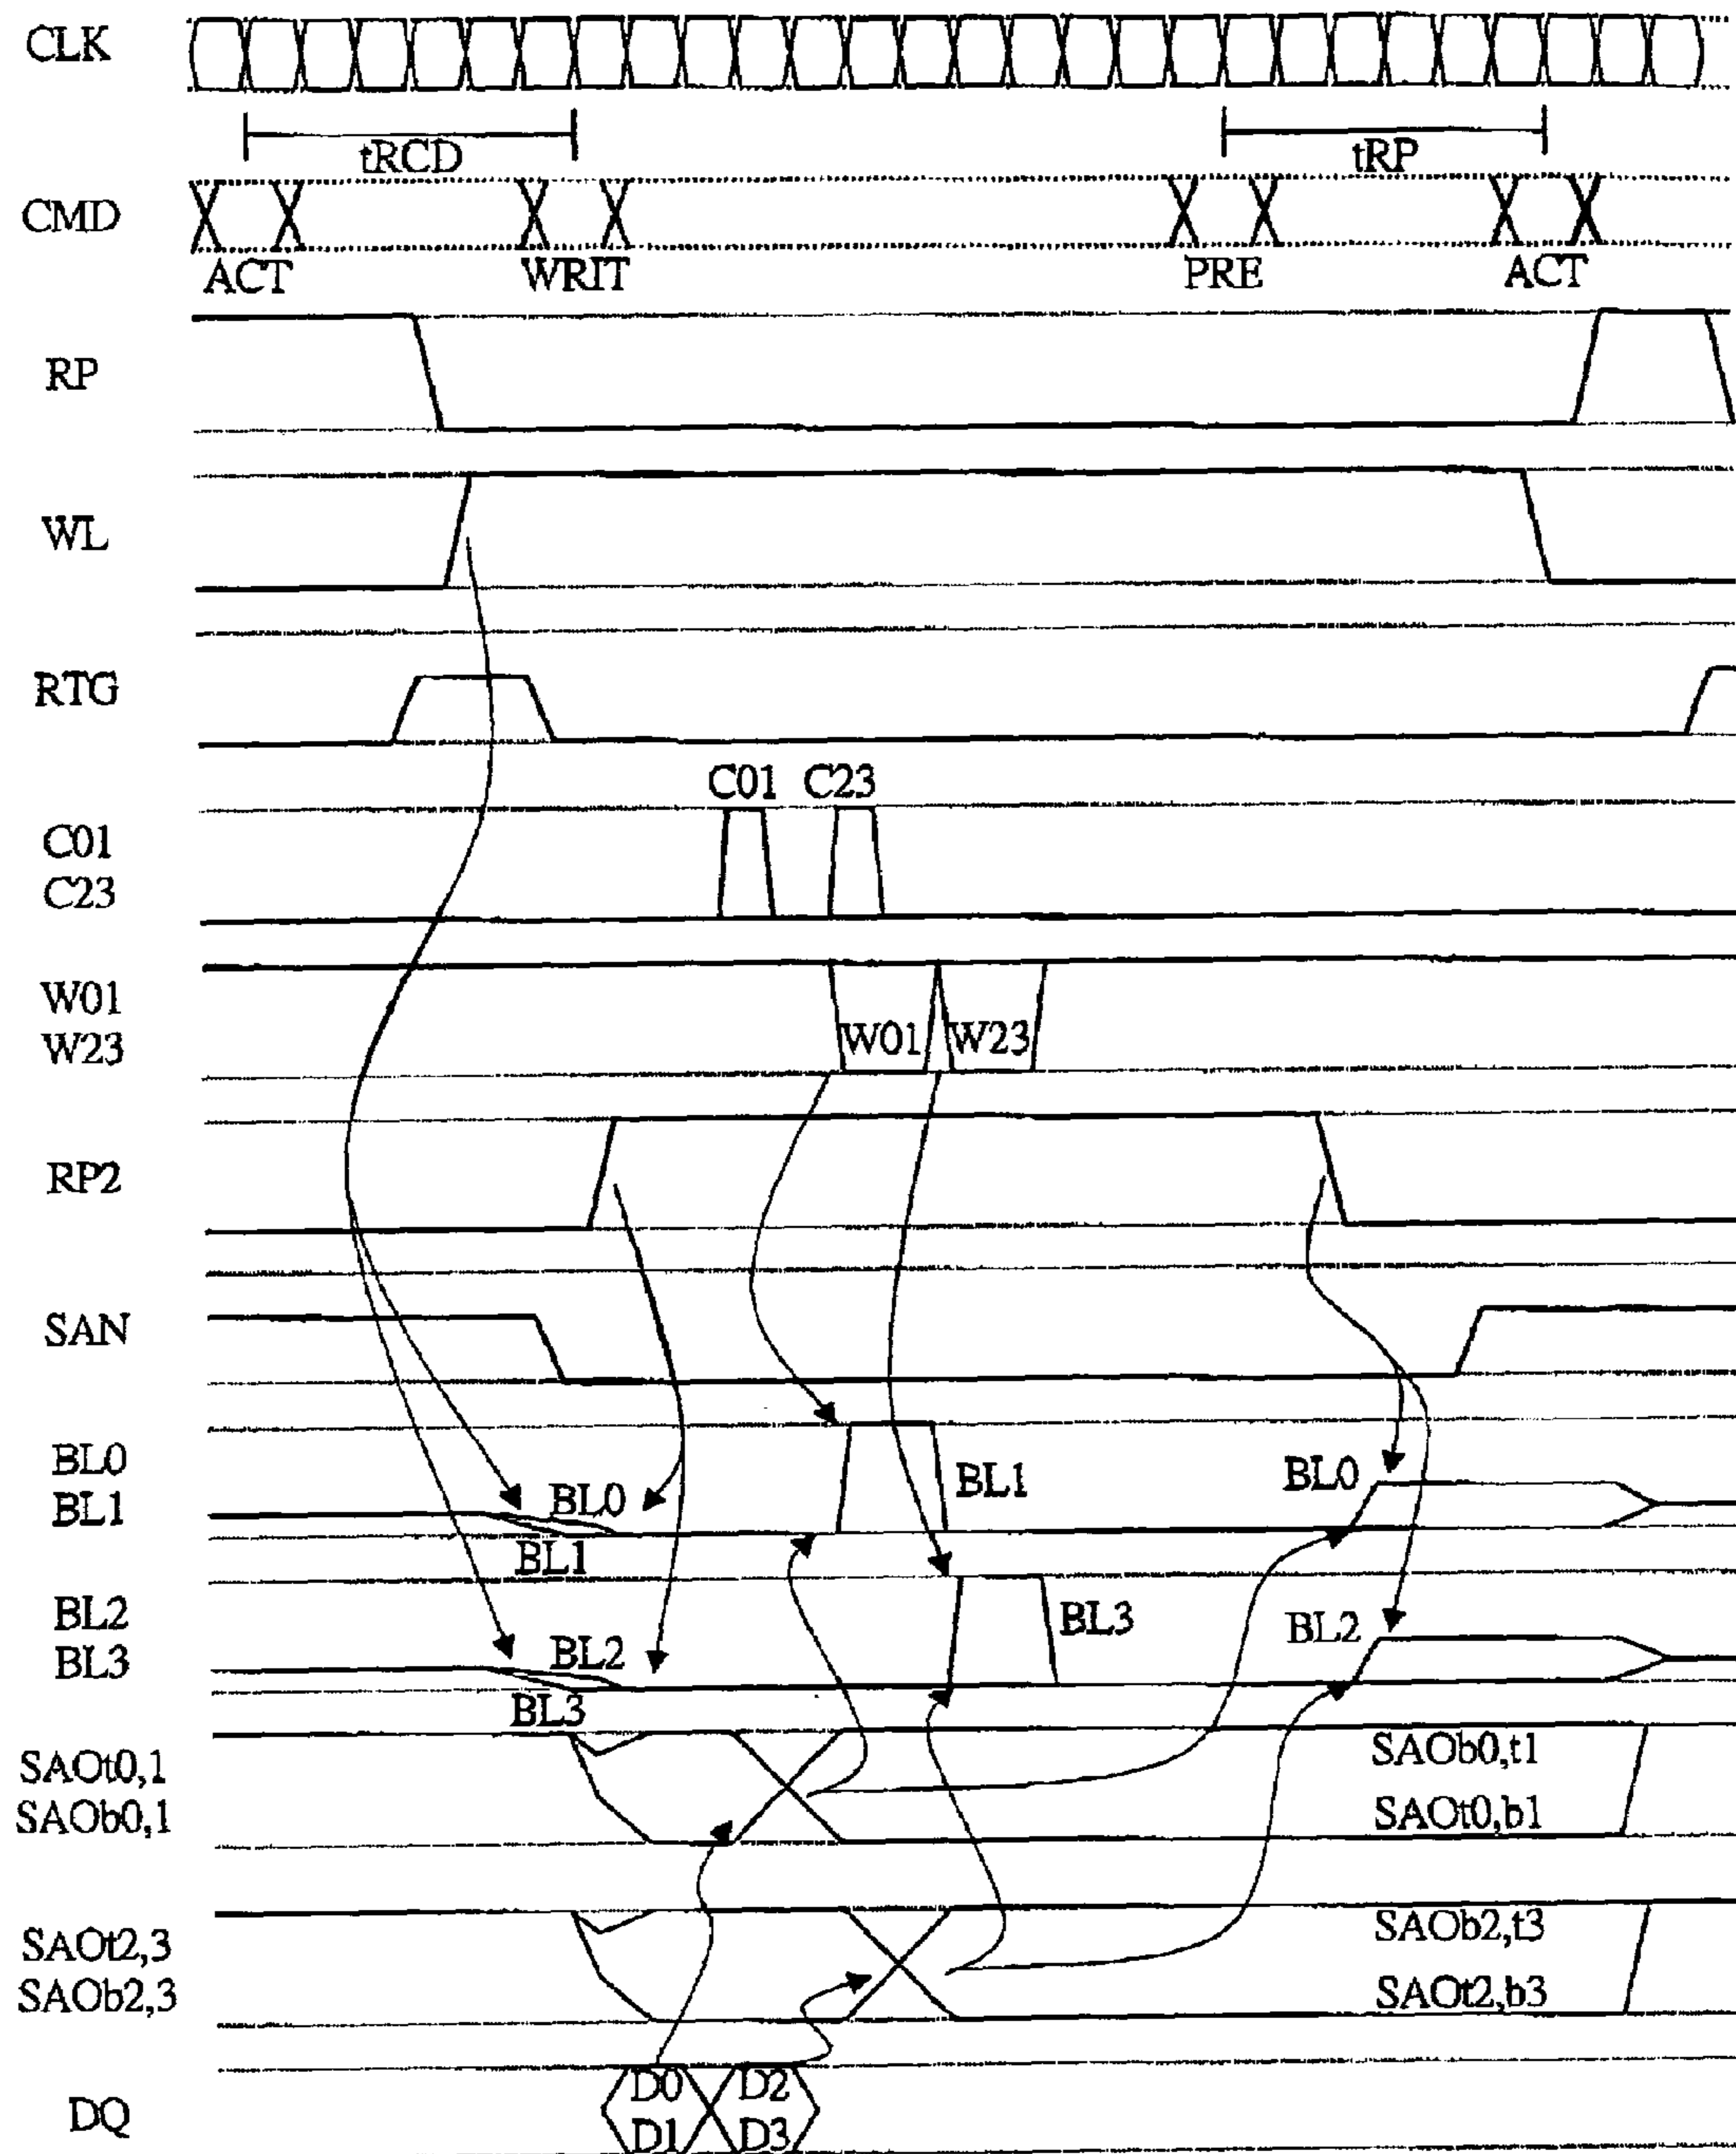 CLK
tRCD
tRP
CMD
ACT
WRIT
PRE
ACT
RP
WL
RTG
C01 C23
C01
C23
W01
W23
W01 W23
RP2
SAN
BL0
BL1
BL0
BL1
BL1
BL0
BL2
BL3
BL2
BL3
BL3
BL2
SAOt0,1
SAOb0,1
SAOb0,t1
SAOt0,b1
SAOt2,3
SAOb2,3
SAOb2,t3
SAOt2,b3
DQ
D0 D2
D1 D3